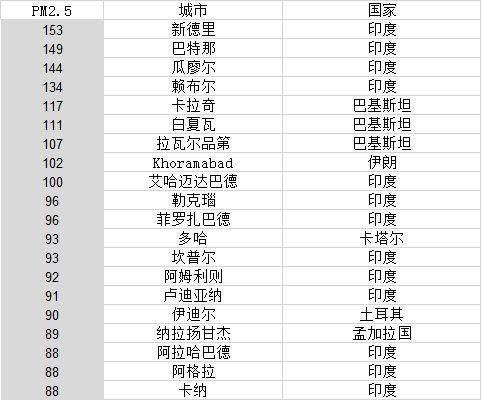 PM2.5 城市 国家
153 新德里 印度
149 巴特那 印度
144 瓜廖尔 印度
134 赖布尔 印度
117 卡拉奇 巴基斯坦
111 白夏瓦 巴基斯坦
107 拉瓦尔品第 巴基斯坦
102 Khoramabad 伊朗
100 艾哈迈达巴德 印度
96 勒克瑙 印度
96 菲罗扎巴德 印度
93 多哈 卡塔尔
93 坎普尔 印度
92 阿姆利则 印度
91 卢迪亚纳 印度
90 伊迪尔 土耳其
89 纳拉扬甘杰 孟加拉国
88 阿拉哈巴德 印度
88 阿格拉 印度
88 卡纳 印度